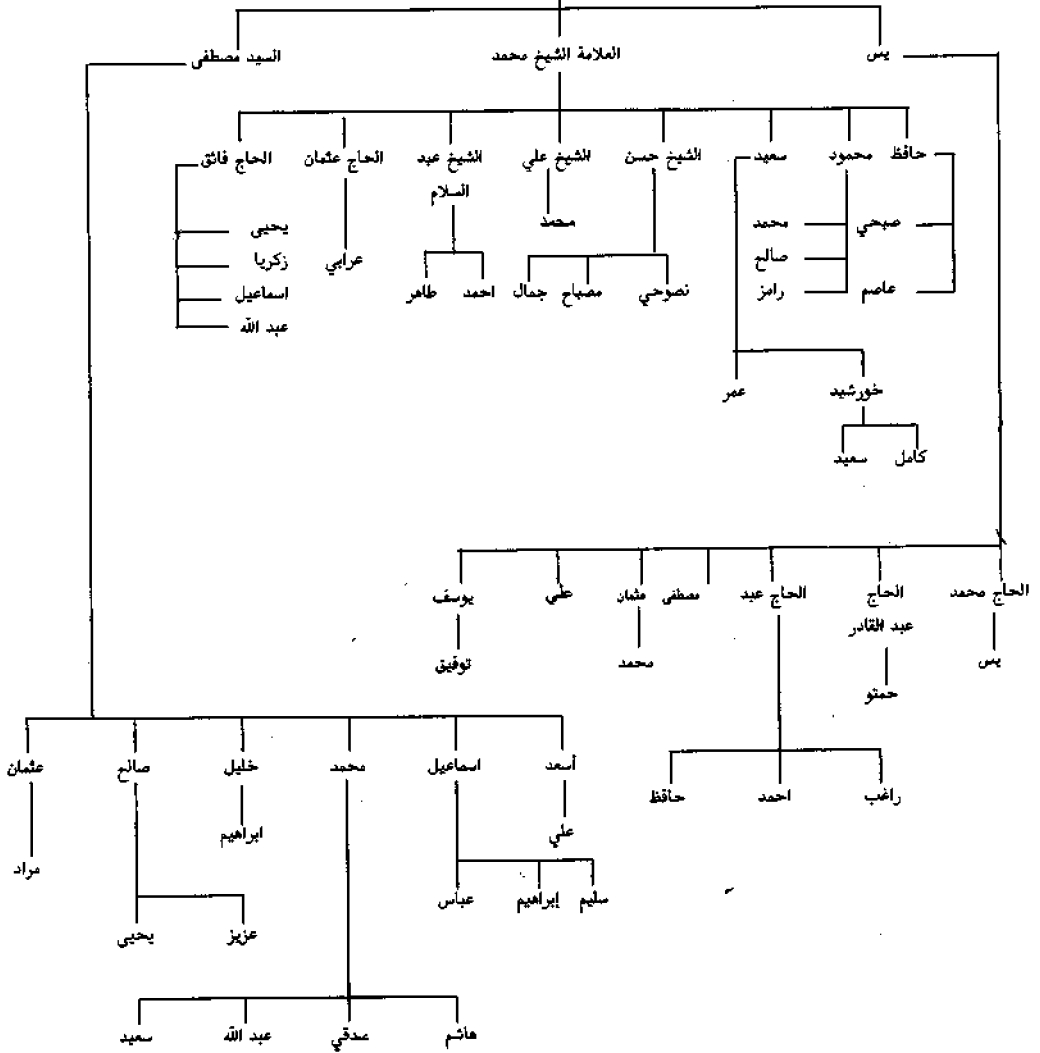 يس
العلامة الشيخ محمد
السيد مصطفى
حافظ
محمود
سعيد
الشيخ حسن
الشيخ علي
الشيخ عبد
السلام
الحاج عثمان
الحاج فائق
صبحي
عاصم
محمد
صالح
رامز
محمد
نصوحي
مصباح
جمال
احمد
طاهر
عرابي
يحيى
زكريا
اسماعيل
عبد الله
خورشيد
عمر
كامل
سعيد
الحاج محمد
الحاج
عبد القادر
الحاج عبد
مصطفى
عثمان
علي
يوسف
يس
حمتو
محمد
توفيق
راغب
احمد
حافظ
أسعد
اسماعيل
محمد
خليل
صالح
عثمان
علي
ابراهيم
مراد
سليم
إبراهيم
عباس
عزيز
يحيى
هاشم
صدقي
عبد الله
سعيد